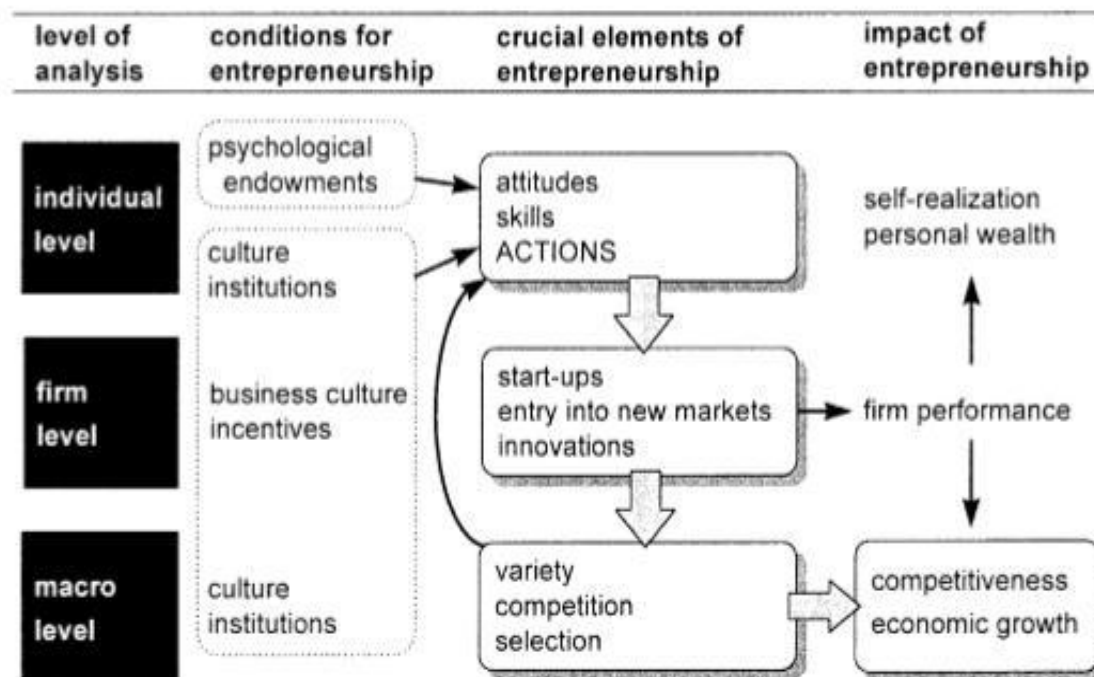 level of
analysis
conditions for
entrepreneurship
crucial elements of
entrepreneurship
impact of
entrepreneurship
individual
level
psychological
endowments
culture
institutions
attitudes
skills
ACTIONS
self-realization
personal wealth
firm
level
business culture
incentives
start-ups
entry into new markets
innovations
firm performance
macro
level
culture
institutions
variety
competition
selection
competitiveness
economic growth